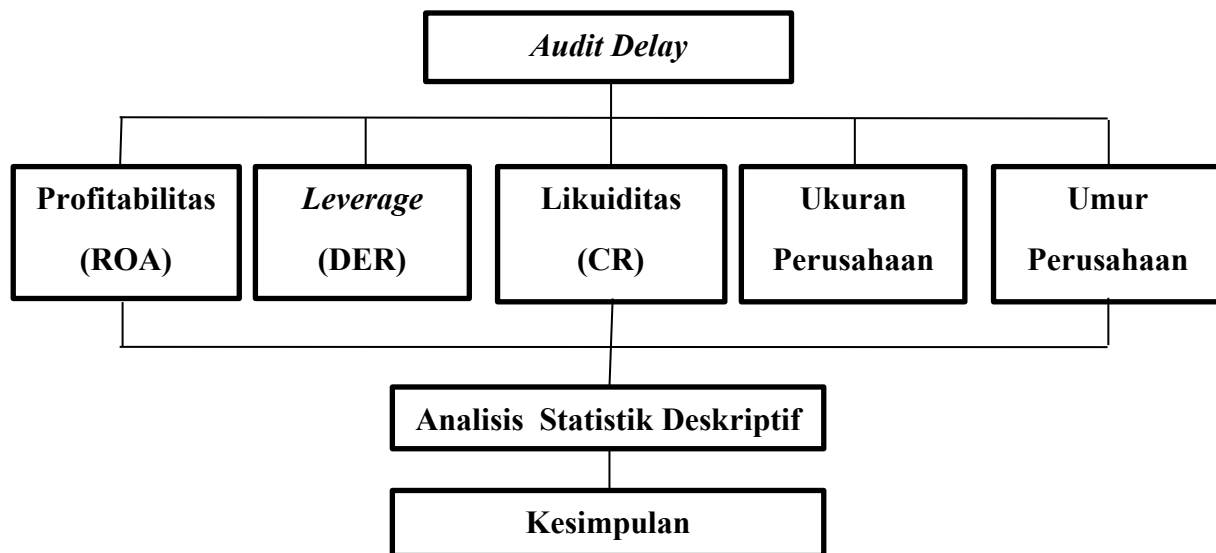 Audit Delay
Profitabilitas
(ROA)
Leverage
(DER)
Likuiditas
(CR)
Ukuran
Perusahaan
Umur
Perusahaan
Analisis  Statistik Deskriptif
Kesimpulan